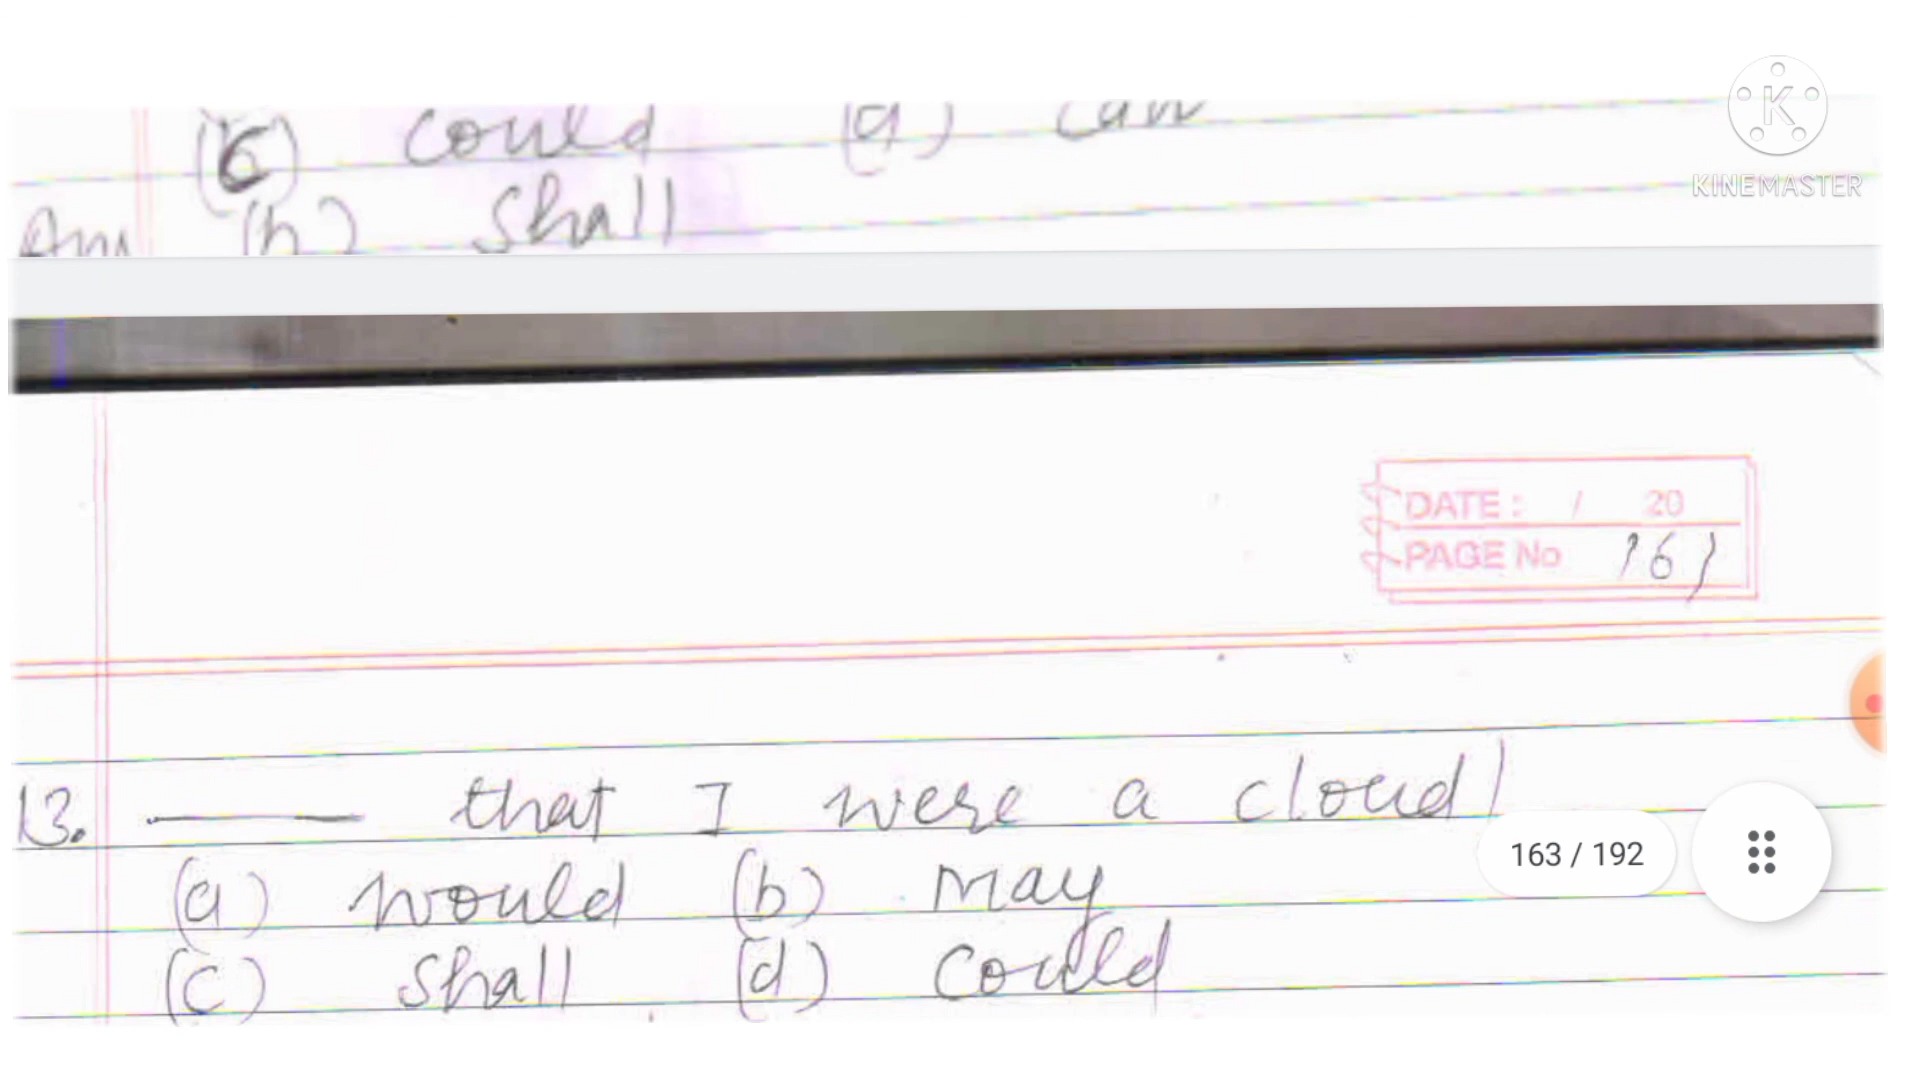 (c) could (d) can
Ans (b) shall
KINEMASTER
DATE: / 20
PAGE No 161
13. ——— that I were a cloud!
(a) would (b) May
(c) shall (d) could
163 / 192